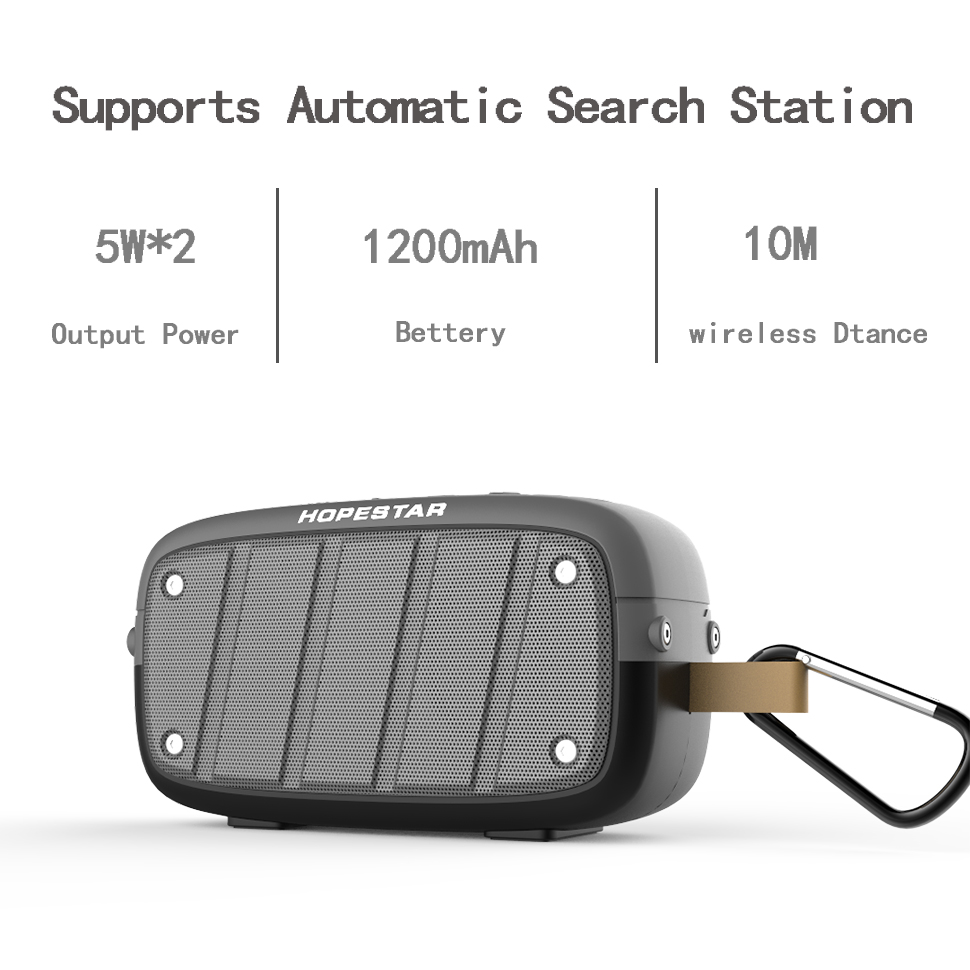 Supports Automatic Search Station
5W*2
Output Power
1200mAh
Bettery
10M
wireless Dtance
HOPESTAR